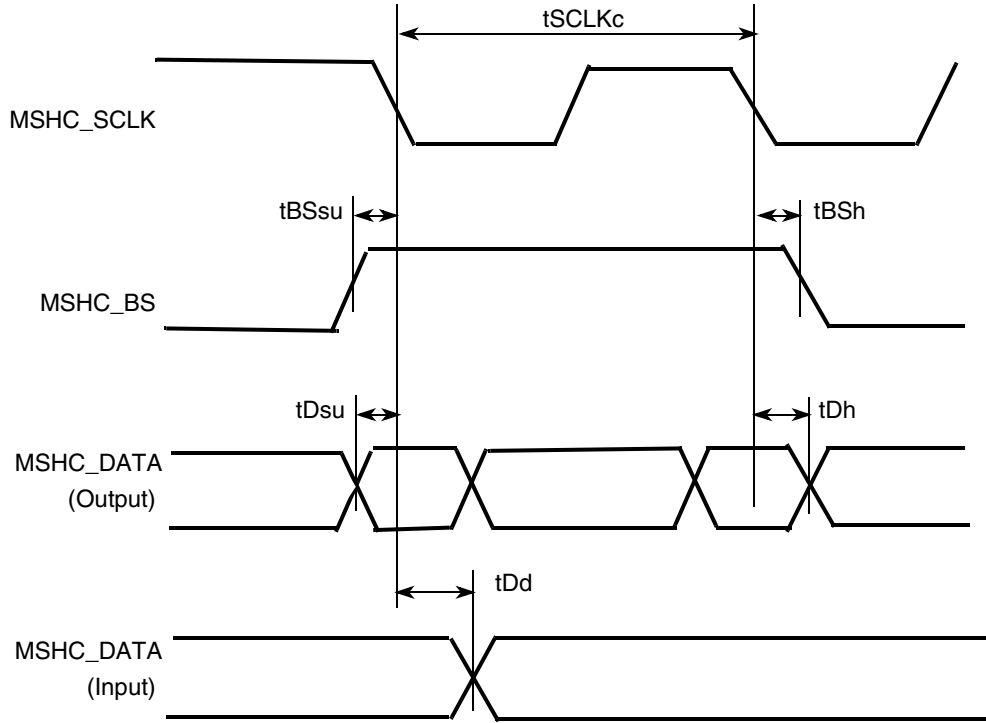 tSCLKc
MSHC_SCLK
tBSsu
tBSh
MSHC_BS
tDsu
tDh
MSHC_DATA
(Output)
tDd
MSHC_DATA
(Input)